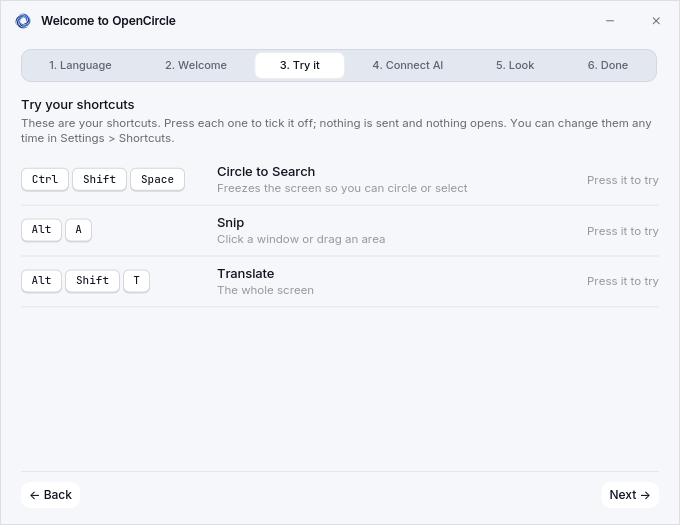 Welcome to OpenCircle
1. Language
2. Welcome
3. Try it
4. Connect AI
5. Look
6. Done
Try your shortcuts
These are your shortcuts. Press each one to tick it off; nothing is sent and nothing opens. You can change them any
time in Settings > Shortcuts.
Ctrl Shift Space
Circle to Search
Freezes the screen so you can circle or select
Press it to try
Alt A
Snip
Click a window or drag an area
Press it to try
Alt Shift T
Translate
The whole screen
Press it to try
← Back
Next →